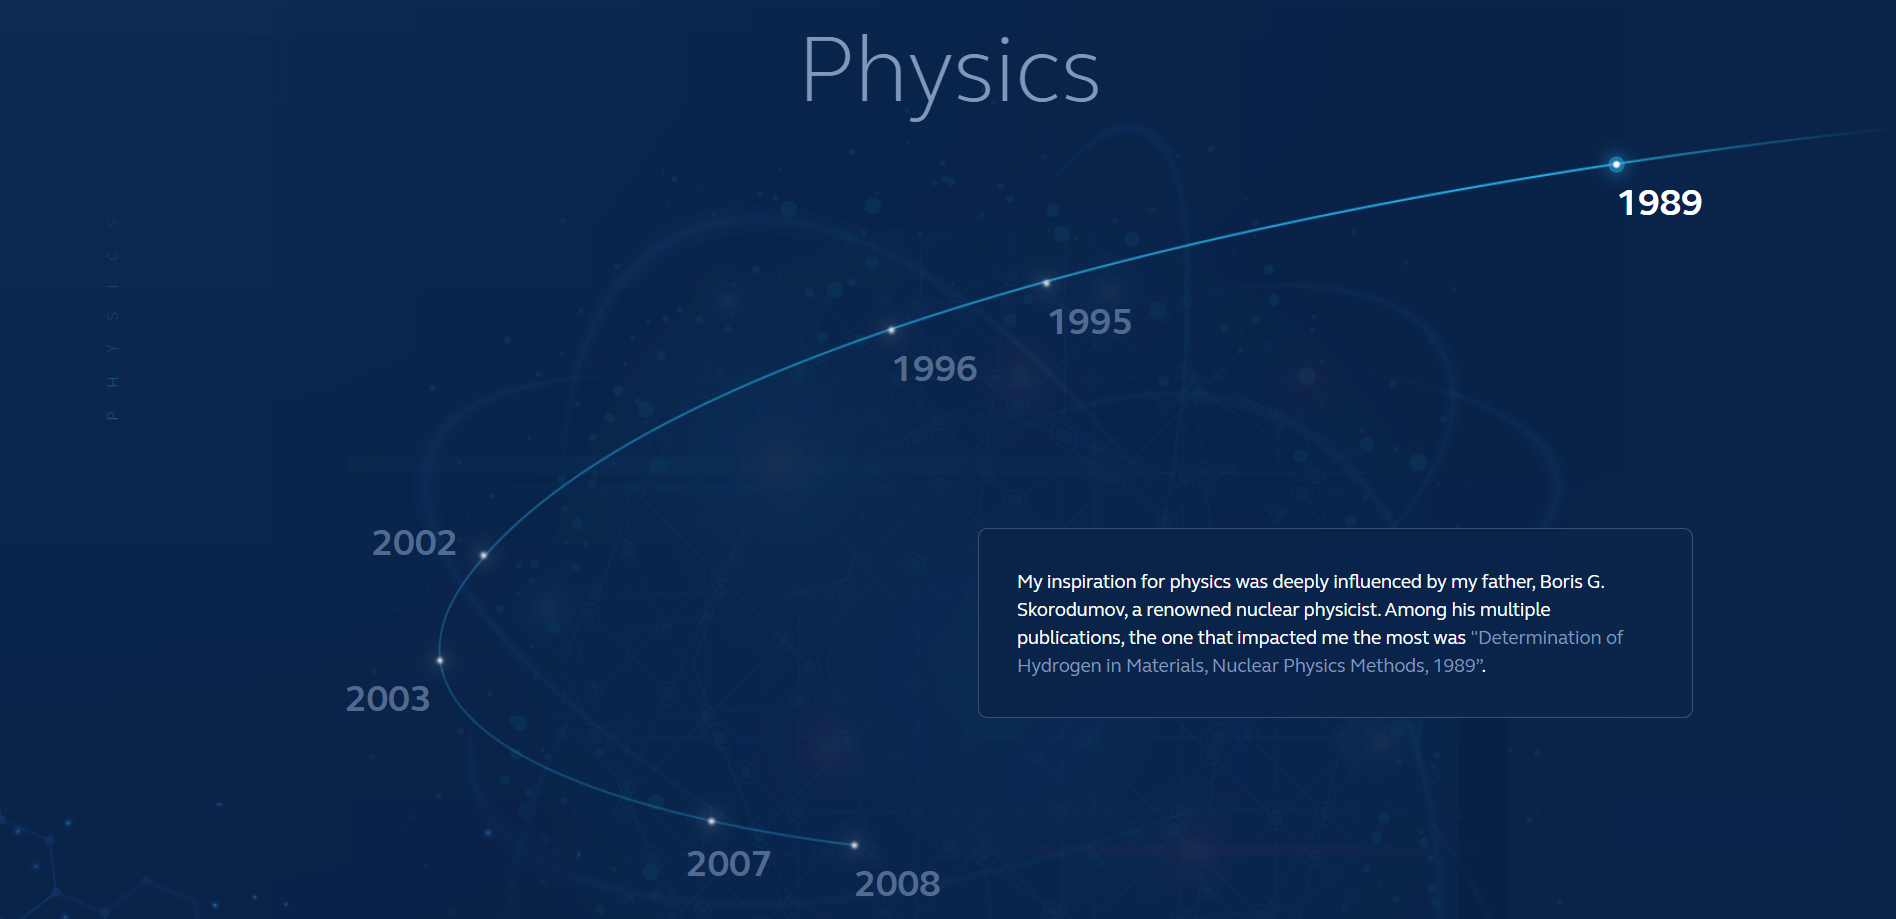 Physics
PHYSICS
1989
1995
1996
2002
2003
2007
2008
My inspiration for physics was deeply influenced by my father, Boris G.
Skorodumov, a renowned nuclear physicist. Among his multiple
publications, the one that impacted me the most was "Determination of
Hydrogen in Materials, Nuclear Physics Methods, 1989”.